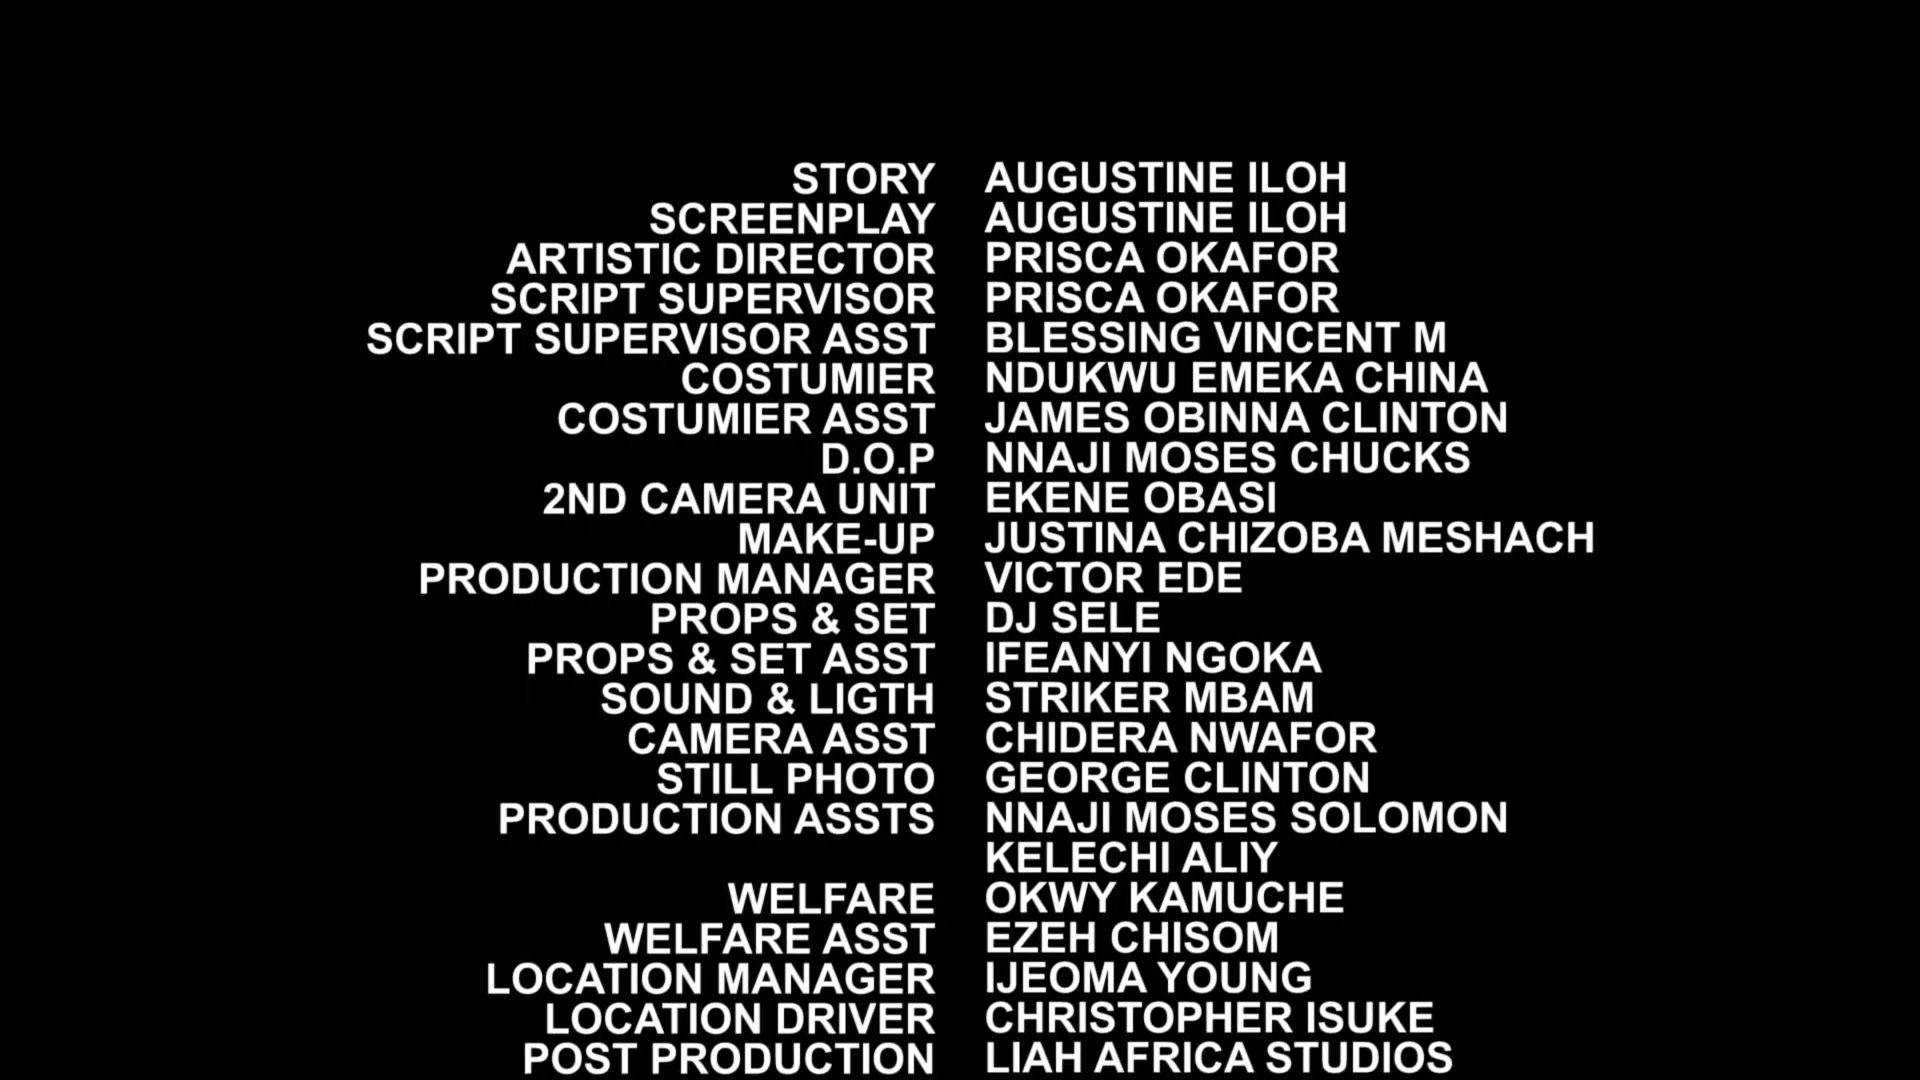 STORY AUGUSTINE ILOH
SCREENPLAY AUGUSTINE ILOH
ARTISTIC DIRECTOR PRISCA OKAFOR
SCRIPT SUPERVISOR PRISCA OKAFOR
SCRIPT SUPERVISOR ASST BLESSING VINCENT M
COSTUMIER NDUKWU EMEKA CHINA
COSTUMIER ASST JAMES OBINNA CLINTON
D.O.P NNAJI MOSES CHUCKS
2ND CAMERA UNIT EKENE OBASI
MAKE-UP JUSTINA CHIZOBA MESHACH
PRODUCTION MANAGER VICTOR EDE
PROPS & SET DJ SELE
PROPS & SET ASST IFEANYI NGOKA
SOUND & LIGTH STRIKER MBAM
CAMERA ASST CHIDERA NWAFOR
STILL PHOTO GEORGE CLINTON
PRODUCTION ASSTS NNAJI MOSES SOLOMON
KELECHI ALIY
WELFARE OKWY KAMUCHE
WELFARE ASST EZEH CHISOM
LOCATION MANAGER IJEOMA YOUNG
LOCATION DRIVER CHRISTOPHER ISUKE
POST PRODUCTION LIAH AFRICA STUDIOS